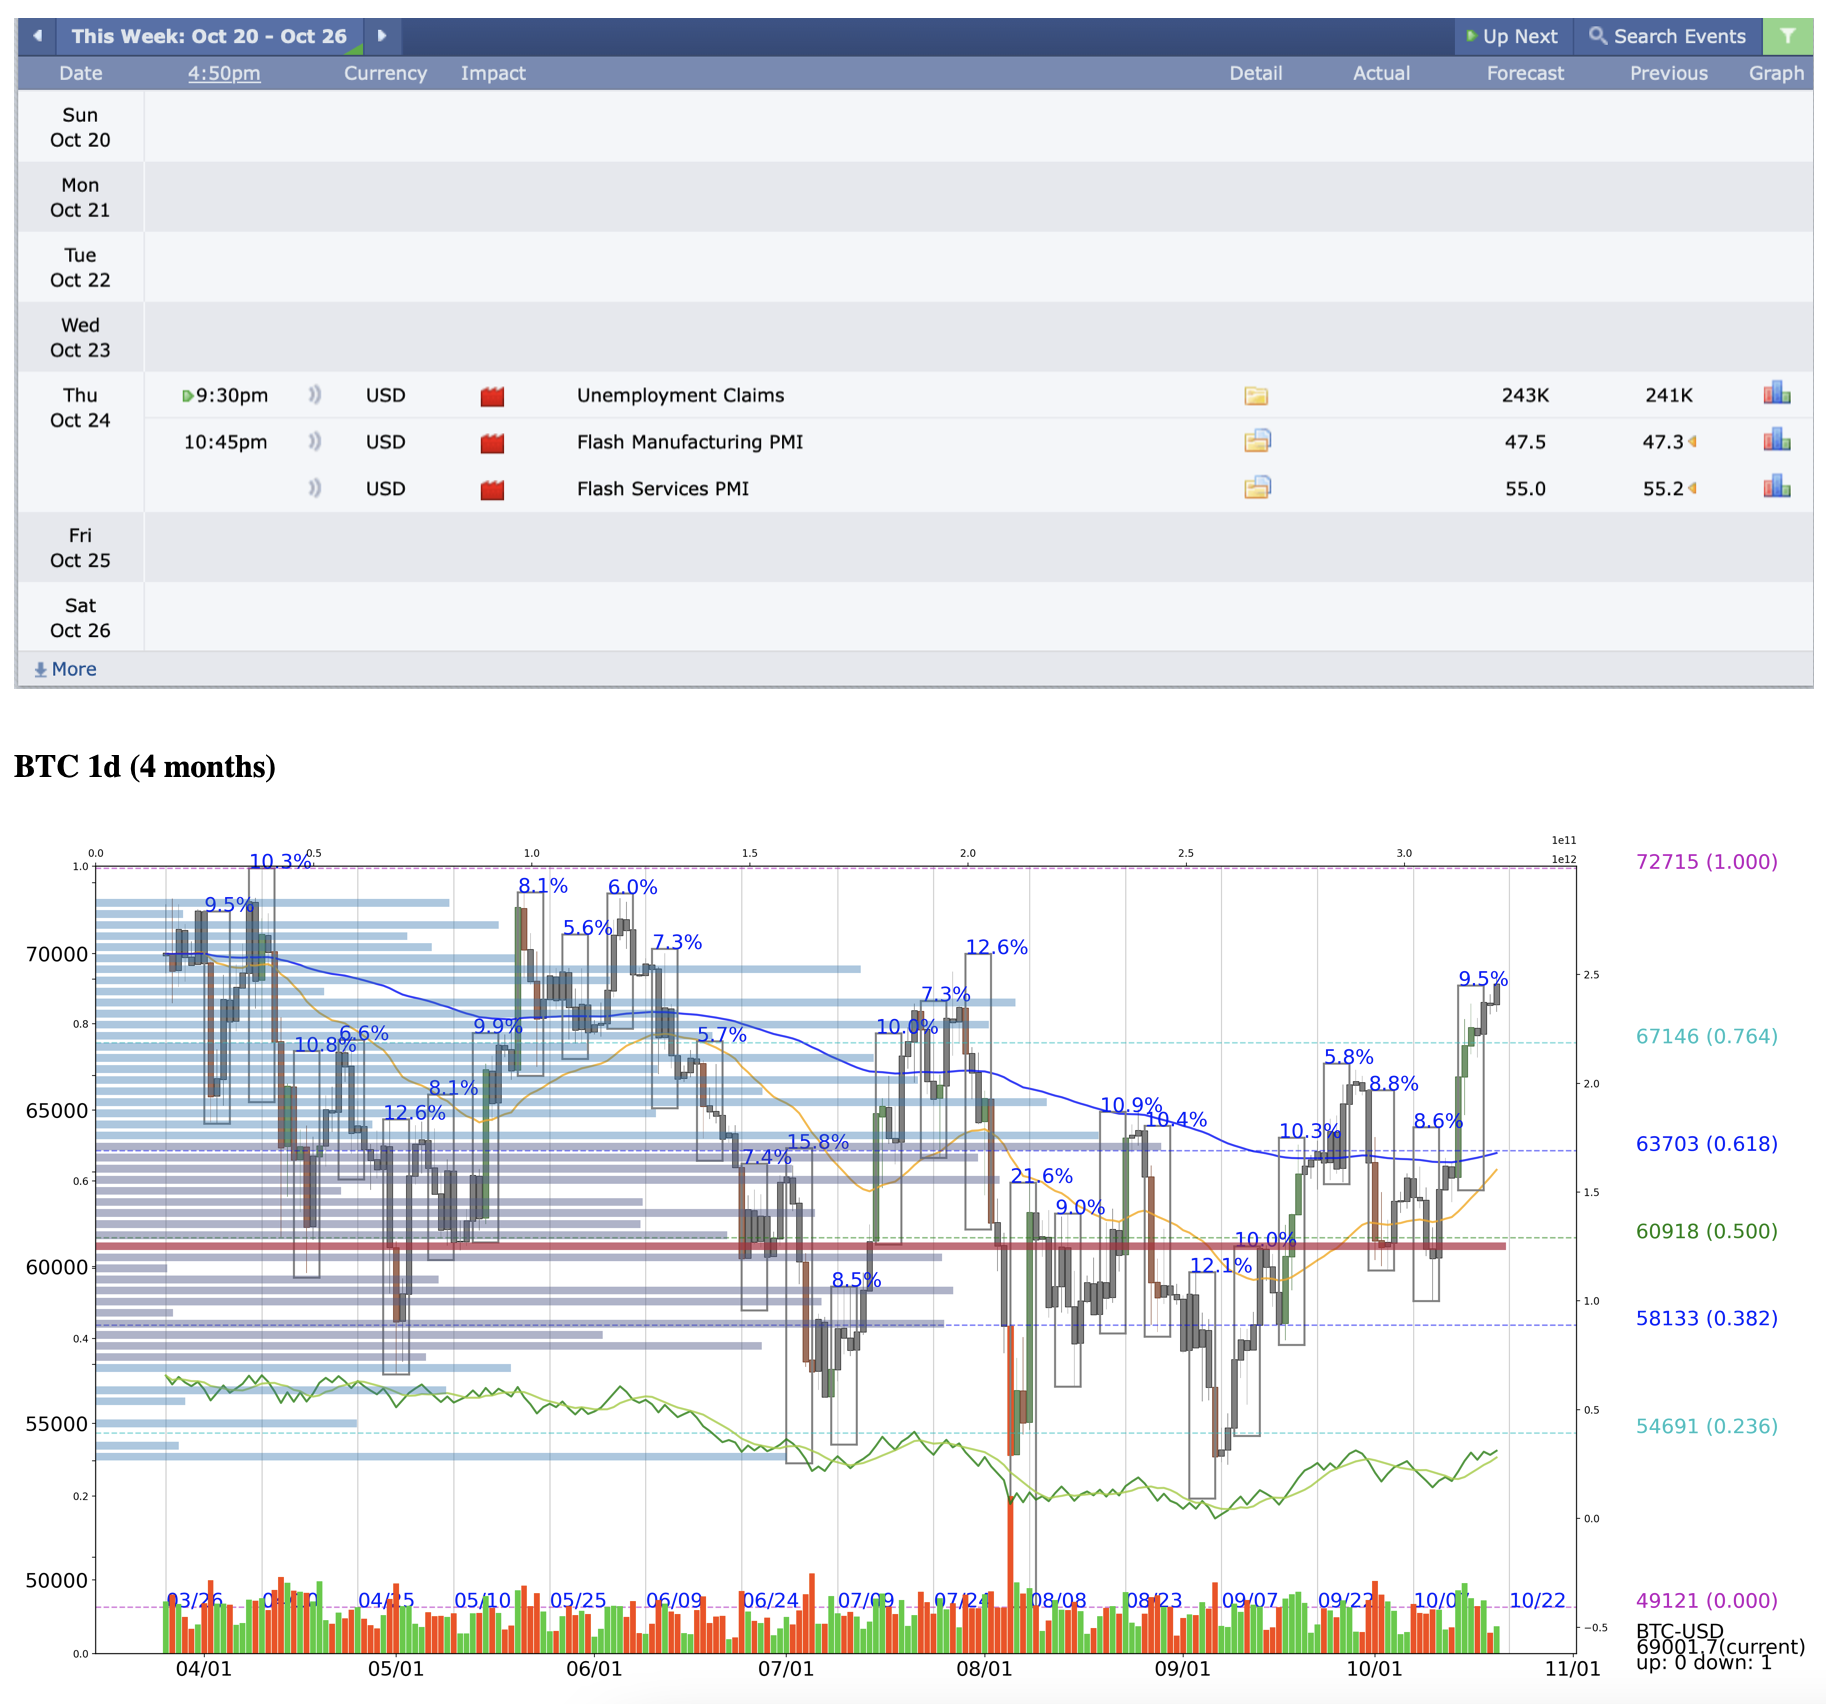 This Week: Oct 20 - Oct 26 Up Next Search Events
Date 4:50pm Currency Impact Detail Actual Forecast Previous Graph
Sun
Oct 20
Mon
Oct 21
Tue
Oct 22
Wed
Oct 23
Thu
Oct 24
9:30pm USD Unemployment Claims 243K 241K
10:45pm USD Flash Manufacturing PMI 47.5 47.3
USD Flash Services PMI 55.0 55.2
Fri
Oct 25
Sat
Oct 26
More
BTC 1d (4 months)
1e11
1e12
0.0 0.5 1.0 1.5 2.0 2.5 3.0
1.0
0.8
0.6
0.4
0.2
0.0
70000
65000
60000
55000
50000
2.5
2.0
1.5
1.0
0.5
0.0
−0.5
9.5%
10.3%
10.8%
6.6%
12.6%
8.1%
9.9%
8.1%
5.6%
6.0%
7.3%
5.7%
7.4%
15.8%
8.5%
10.0%
7.3%
12.6%
21.6%
9.0%
10.9%
10.4%
12.1%
10.0%
10.3%
5.8%
8.8%
8.6%
9.5%
72715 (1.000)
67146 (0.764)
63703 (0.618)
60918 (0.500)
58133 (0.382)
54691 (0.236)
49121 (0.000)
03/26 04/25 05/10 05/25 06/09 06/24 07/09 07/24 08/08 08/23 09/07 09/22 10/07 10/22
BTC-USD
69001.7(current)
up: 0 down: 1
04/01 05/01 06/01 07/01 08/01 09/01 10/01 11/01